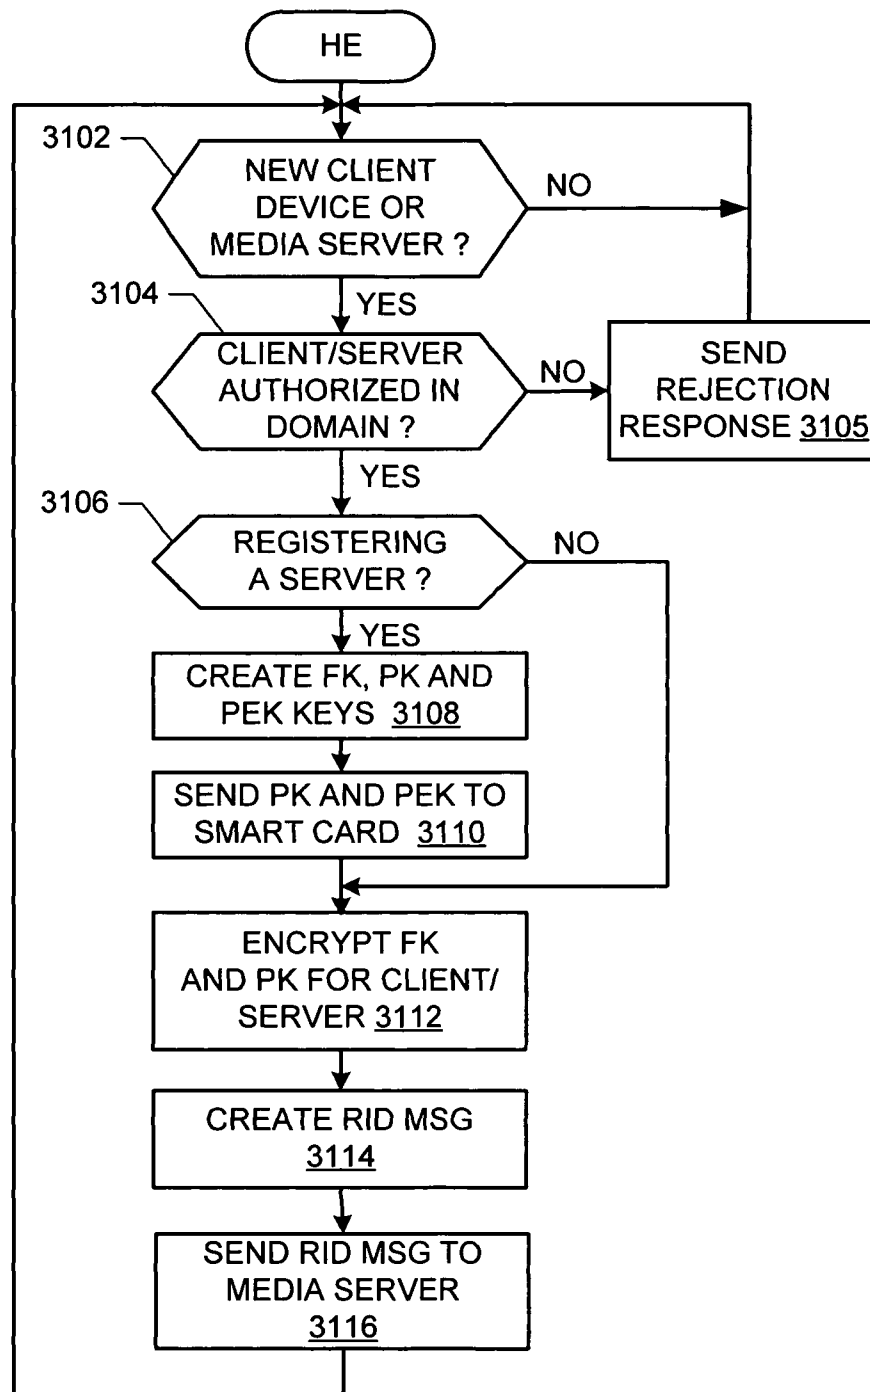 HE
3102
NEW CLIENT
DEVICE OR
MEDIA SERVER ?
NO
YES
3104
CLIENT/SERVER
AUTHORIZED IN
DOMAIN ?
NO
SEND
REJECTION
RESPONSE 3105
YES
3106
REGISTERING
A SERVER ?
NO
YES
CREATE FK, PK AND
PEK KEYS 3108
SEND PK AND PEK TO
SMART CARD 3110
ENCRYPT FK
AND PK FOR CLIENT/
SERVER 3112
CREATE RID MSG
3114
SEND RID MSG TO
MEDIA SERVER
3116